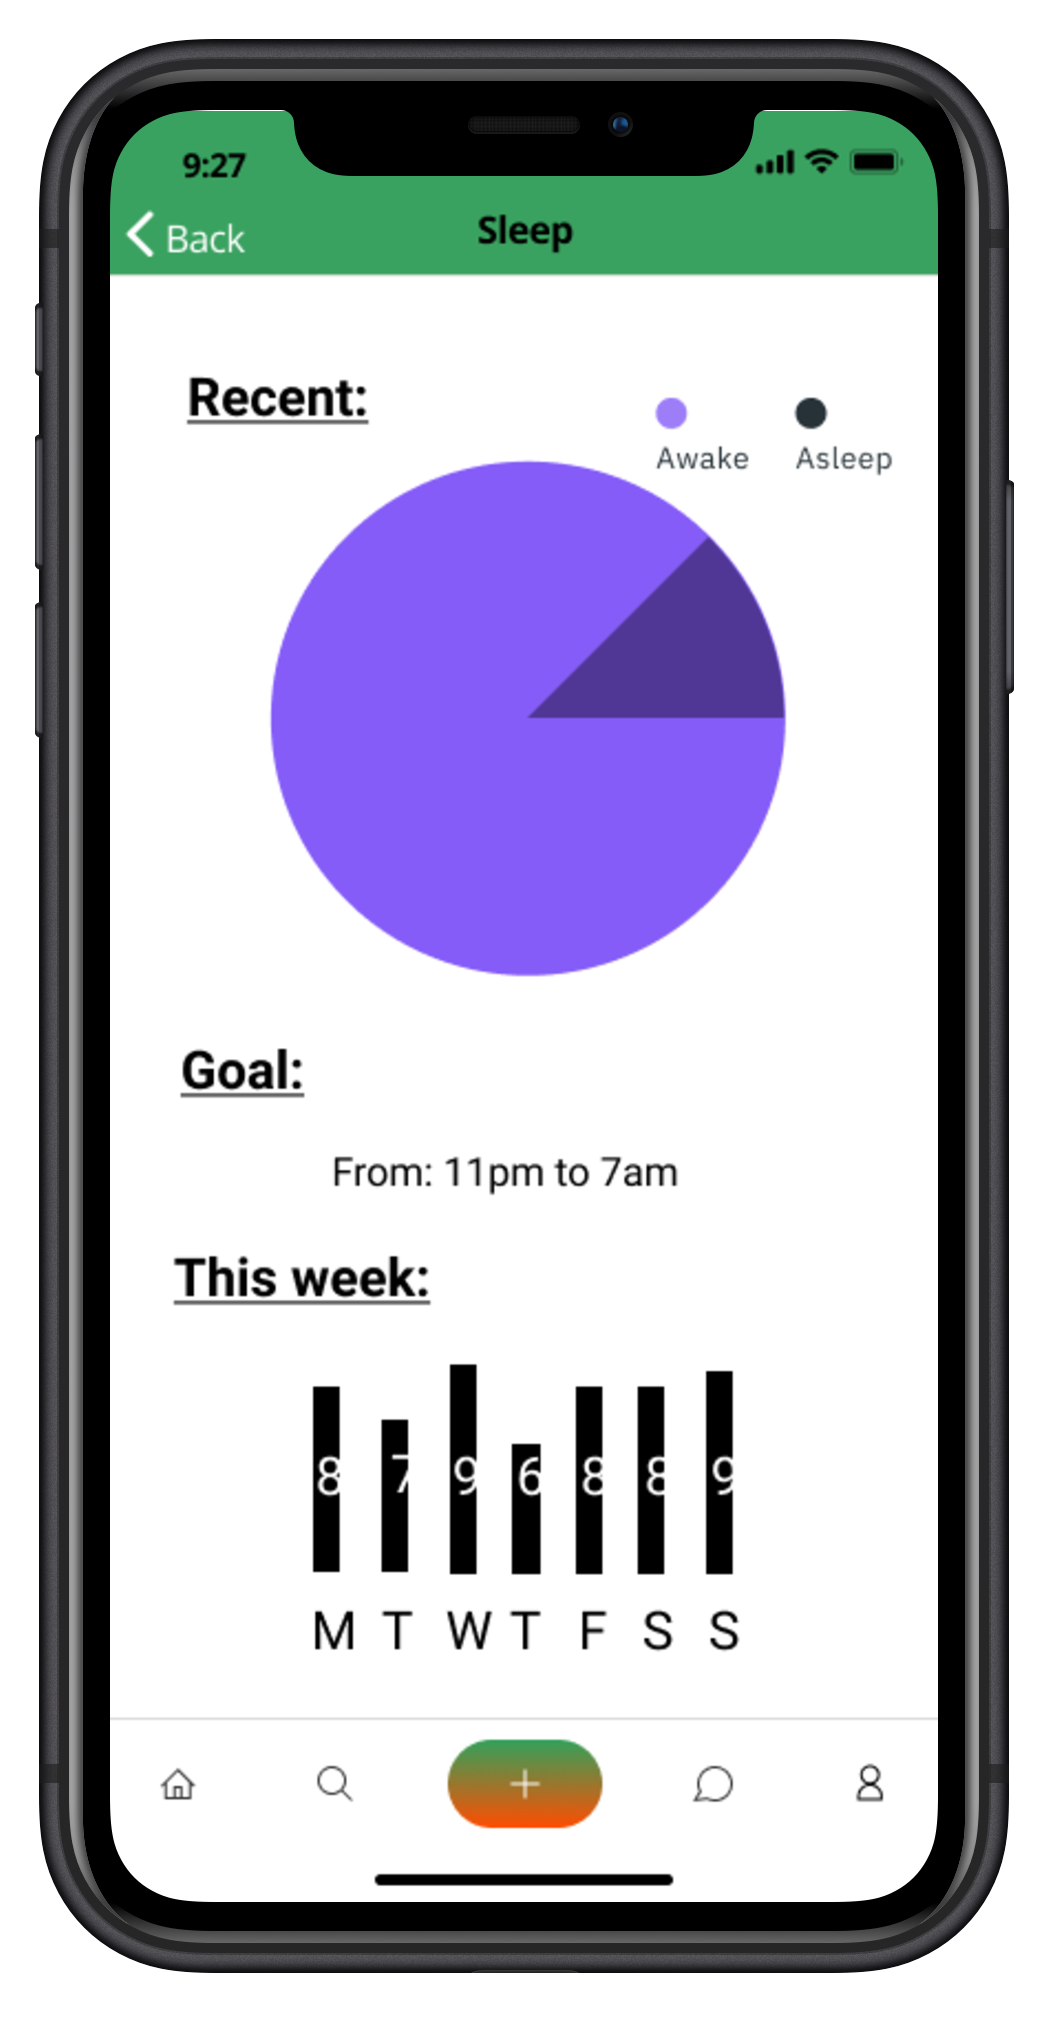 9:27
Back
Sleep
Recent:
Awake
Asleep
Goal:
From: 11pm to 7am
This week:
8 7 9 6 8 8 9
M T W T F S S